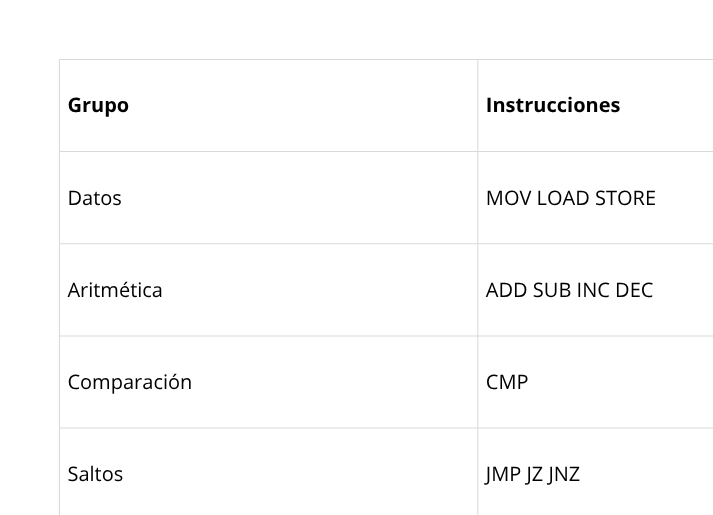 Grupo Instrucciones
Datos MOV LOAD STORE
Aritmética ADD SUB INC DEC
Comparación CMP
Saltos JMP JZ JNZ